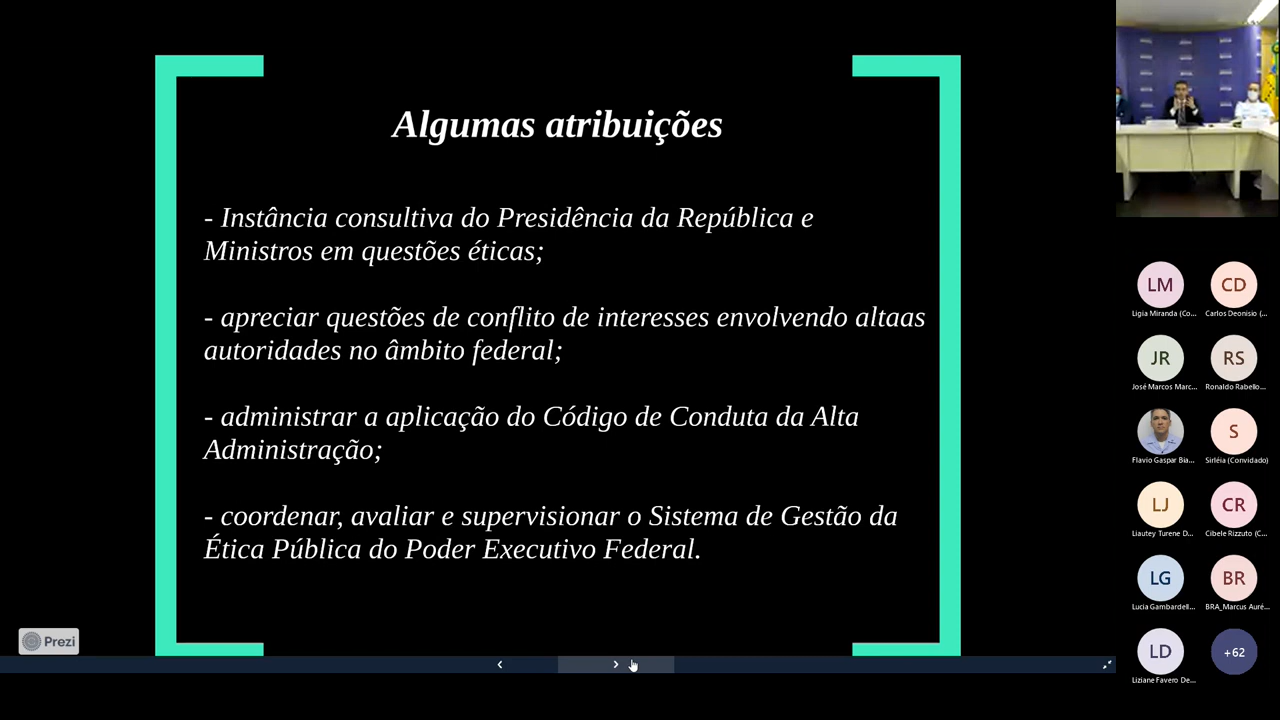 Algumas atribuições
- Instância consultiva do Presidência da República e
Ministros em questões éticas;
- apreciar questões de conflito de interesses envolvendo altaas
autoridades no âmbito federal;
- administrar a aplicação do Código de Conduta da Alta
Administração;
- coordenar, avaliar e supervisionar o Sistema de Gestão da
Ética Pública do Poder Executivo Federal.
Prezi
LM
CD
Ligia Miranda (Co...
Carlos Deonisio (...
JR
RS
José Marcos Marc...
Ronaldo Rabello...
Flavio Gaspar Bia...
S
Sirléia (Convidado)
LJ
CR
Liautey Turene D...
Cibele Rizzuto (C...
LG
BR
Lucia Gambardell...
BRA_Marcus Auré...
LD
+62
Liziane Favero De...